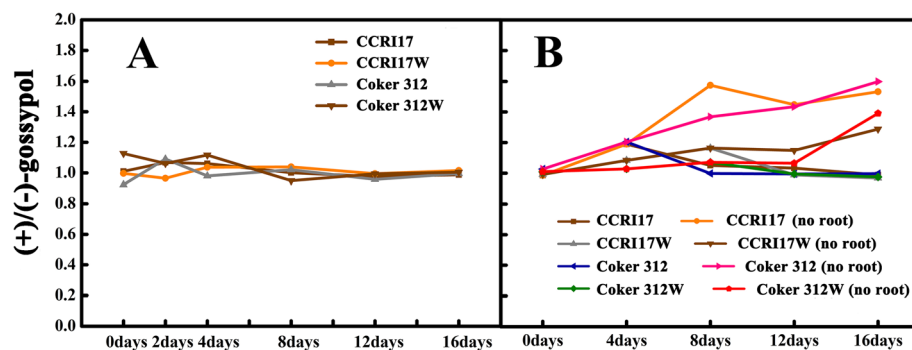 (+)/(-)-gossypol
2.0
1.8
1.6
1.4
1.2
1.0
0.8
0.6
0.4
0.2
0.0
A
CCRI17
CCRI17W
Coker 312
Coker 312W
0days 2days 4days 8days 12days 16days
B
CCRI17 CCRI17 (no root)
CCRI17W CCRI17W (no root)
Coker 312 Coker 312 (no root)
Coker 312W Coker 312W (no root)
0days 4days 8days 12days 16days